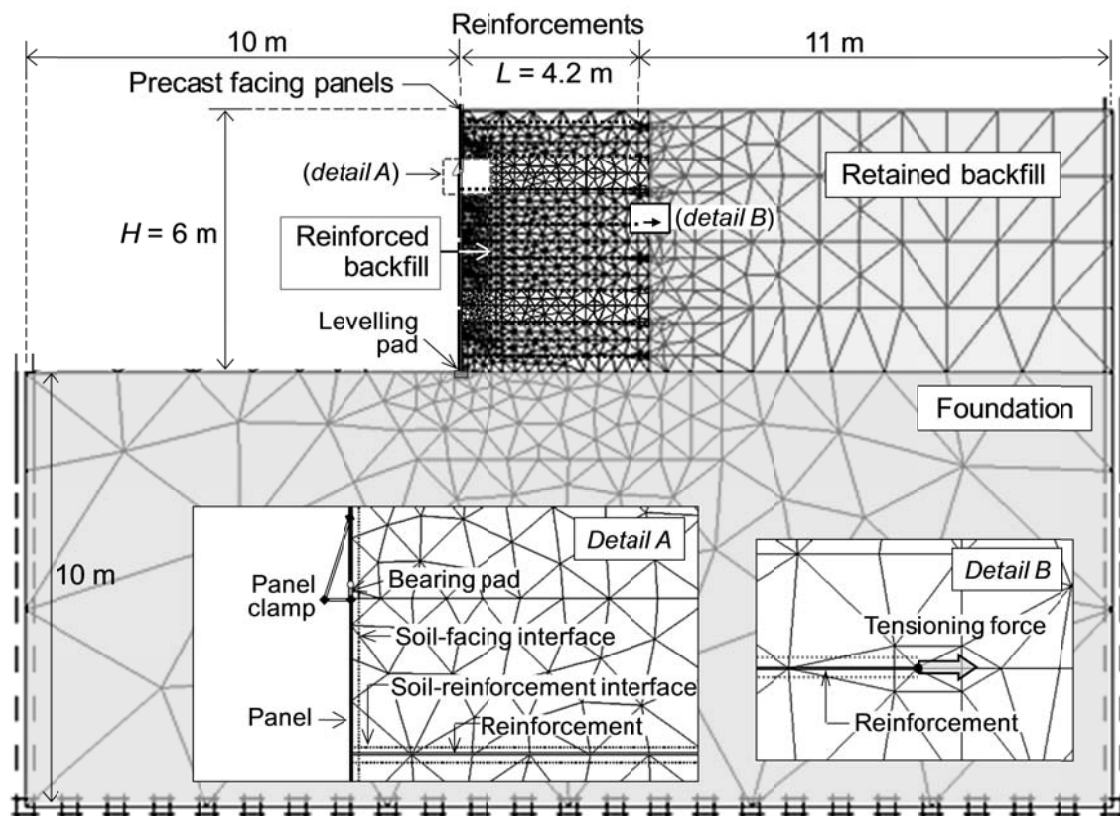 Reinforcements
10 m
11 m
L = 4.2 m
Precast facing panels
(detail A)
Retained backfill
H = 6 m
(detail B)
Reinforced
backfill
Levelling
pad
Foundation
10 m
Detail A
Panel
clamp
Bearing pad
Soil-facing interface
Soil-reinforcement interface
Panel
Reinforcement
Detail B
Tensioning force
Reinforcement